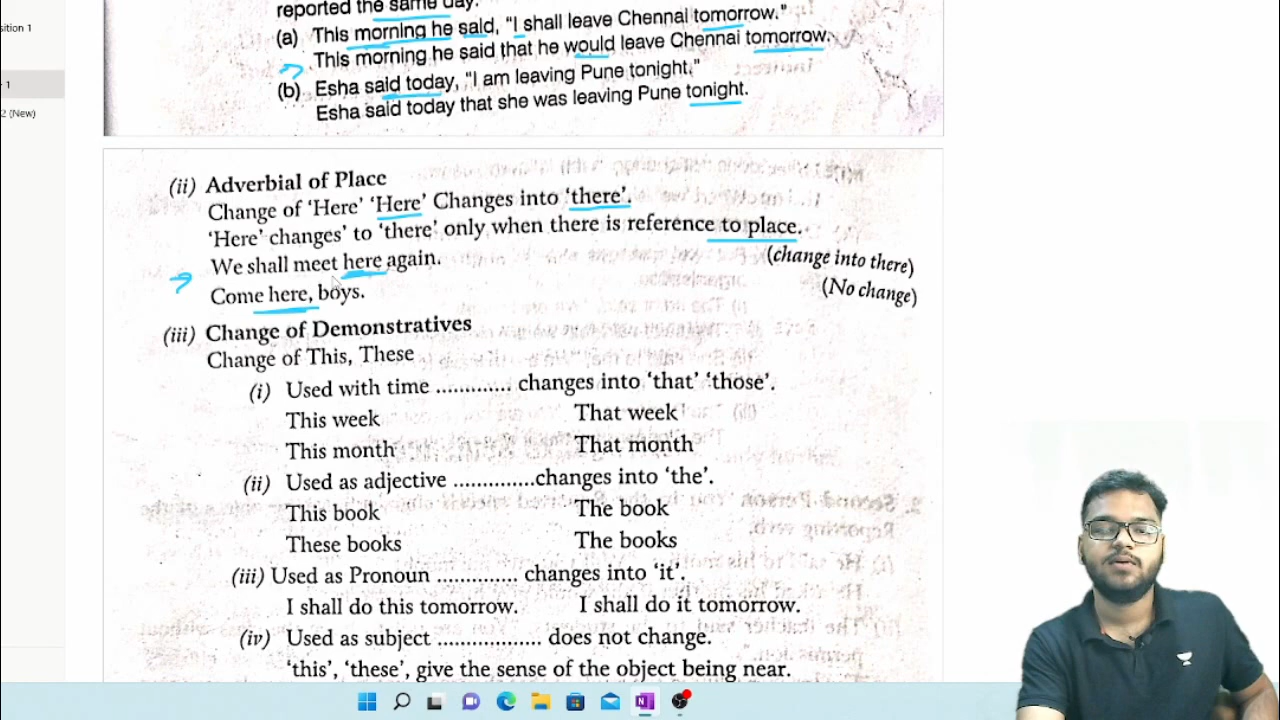 reported the same day.
(a) This morning he said, “I shall leave Chennai tomorrow.”
This morning he said that he would leave Chennai tomorrow.
(b) Esha said today, “I am leaving Pune tonight.”
Esha said today that she was leaving Pune tonight.
sition 1
1
2 (New)
(ii) Adverbial of Place
Change of ‘Here’ ‘Here’ Changes into ‘there’.
‘Here’ changes’ to ‘there’ only when there is reference to place.
We shall meet here again. (change into there)
Come here, boys. (No change)
(iii) Change of Demonstratives
Change of This, These
(i) Used with time ............. changes into ‘that’ ‘those’.
This week That week
This month That month
(ii) Used as adjective ..............changes into ‘the’.
This book The book
These books The books
(iii) Used as Pronoun .............. changes into ‘it’.
I shall do this tomorrow. I shall do it tomorrow.
(iv) Used as subject .................. does not change.
‘this’, ‘these’, give the sense of the object being near.